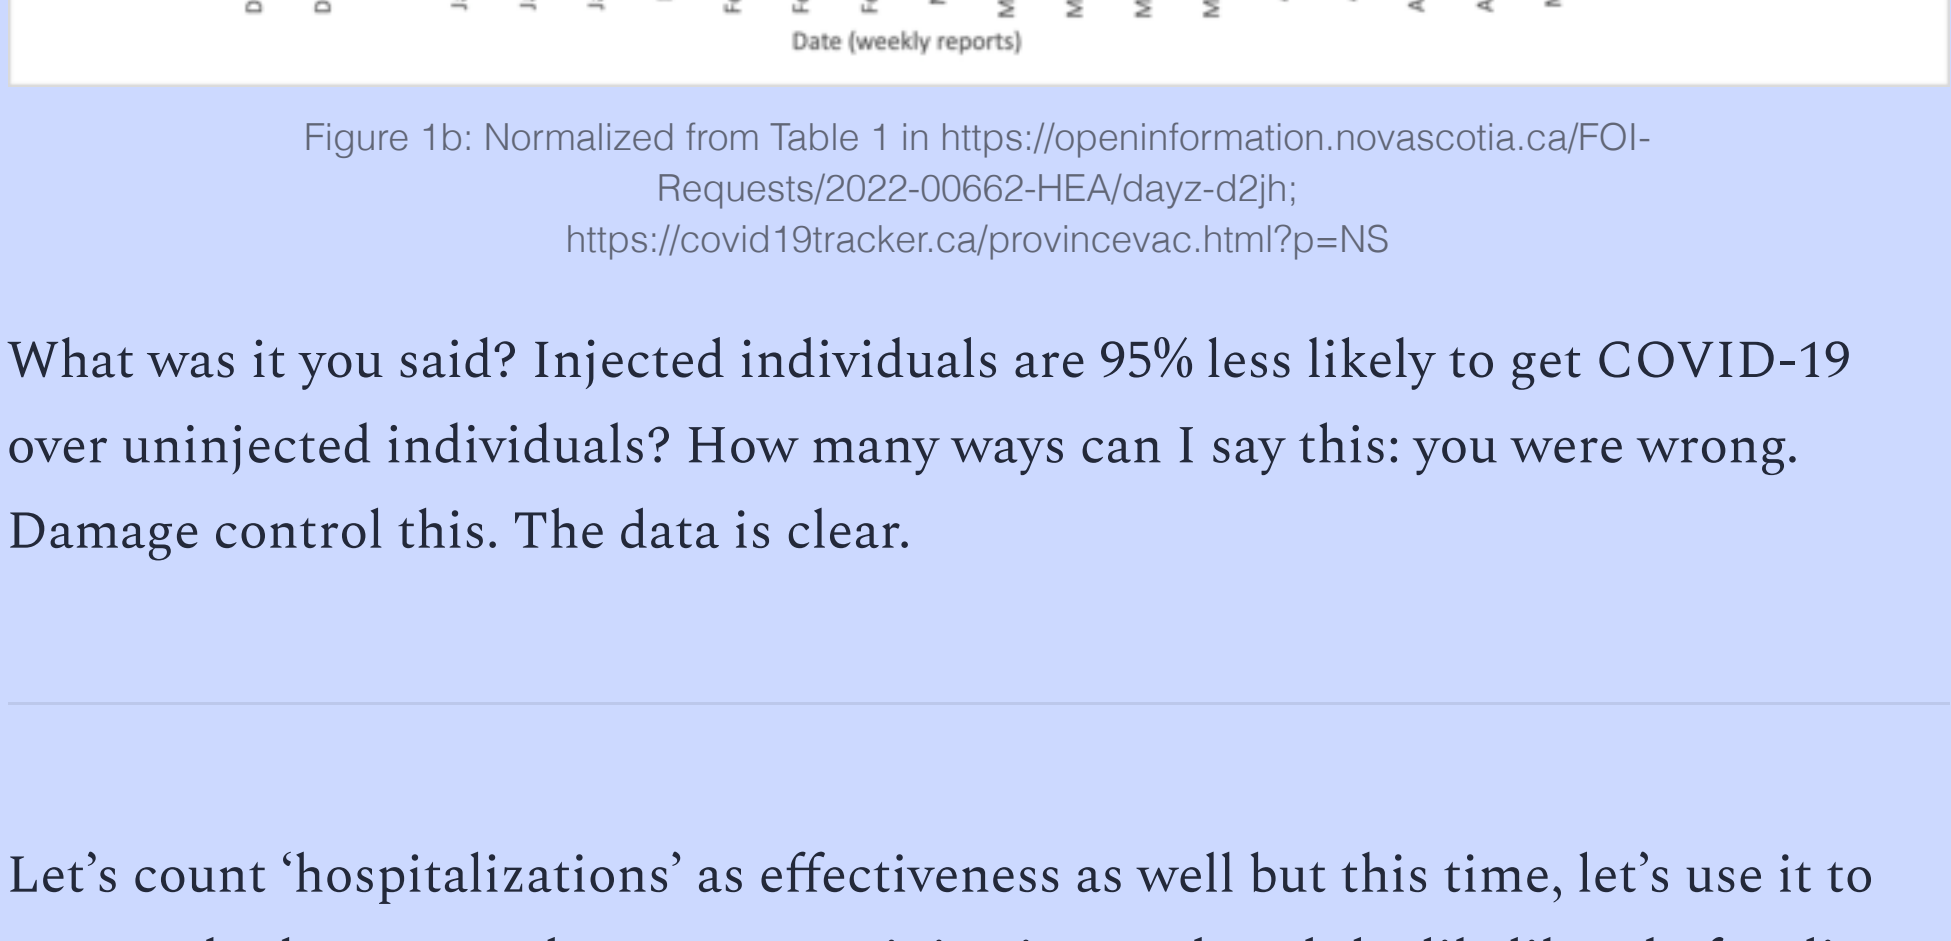 Date (weekly reports)
Figure 1b: Normalized from Table 1 in https://openinformation.novascotia.ca/FOI-
Requests/2022-00662-HEA/dayz-d2jh;
https://covid19tracker.ca/provincevac.html?p=NS
What was it you said? Injected individuals are 95% less likely to get COVID-19
over uninjected individuals? How many ways can I say this: you were wrong.
Damage control this. The data is clear.
Let’s count ‘hospitalizations’ as effectiveness as well but this time, let’s use it to